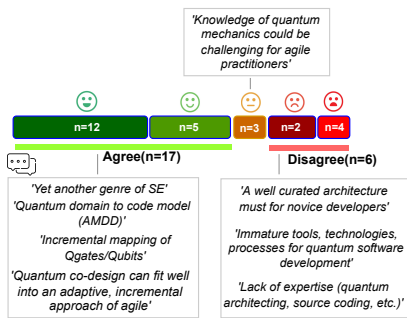 'Knowledge of quantum
mechanics could be
challenging for agile
practitioners'
n=12
n=5
n=3
n=2
n=4
Agree(n=17)
Disagree(n=6)
'Yet another genre of SE'
'Quantum domain to code model
(AMDD)'
'Incremental mapping of
Qgates/Qubits'
'Quantum co-design can fit well
into an adaptive, incremental
approach of agile'
'A well curated architecture
must for novice developers'
'Immature tools, technologies,
processes for quantum software
development'
'Lack of expertise (quantum
architecting, source coding, etc.)'